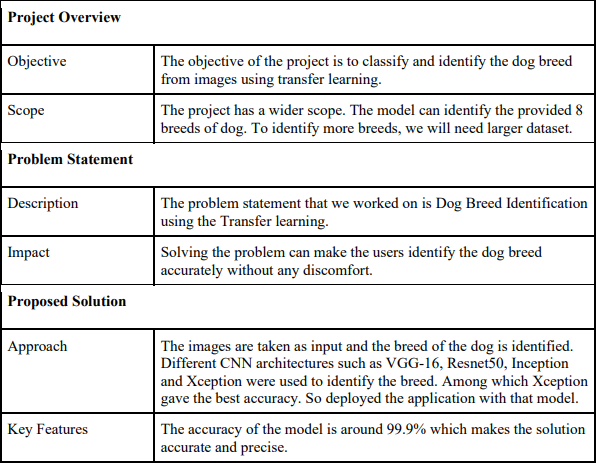 Project Overview
Objective
The objective of the project is to classify and identify the dog breed
from images using transfer learning.
Scope
The project has a wider scope. The model can identify the provided 8
breeds of dog. To identify more breeds, we will need larger dataset.
Problem Statement
Description
The problem statement that we worked on is Dog Breed Identification
using the Transfer learning.
Impact
Solving the problem can make the users identify the dog breed
accurately without any discomfort.
Proposed Solution
Approach
The images are taken as input and the breed of the dog is identified.
Different CNN architectures such as VGG-16, Resnet50, Inception
and Xception were used to identify the breed. Among which Xception
gave the best accuracy. So deployed the application with that model.
Key Features
The accuracy of the model is around 99.9% which makes the solution
accurate and precise.